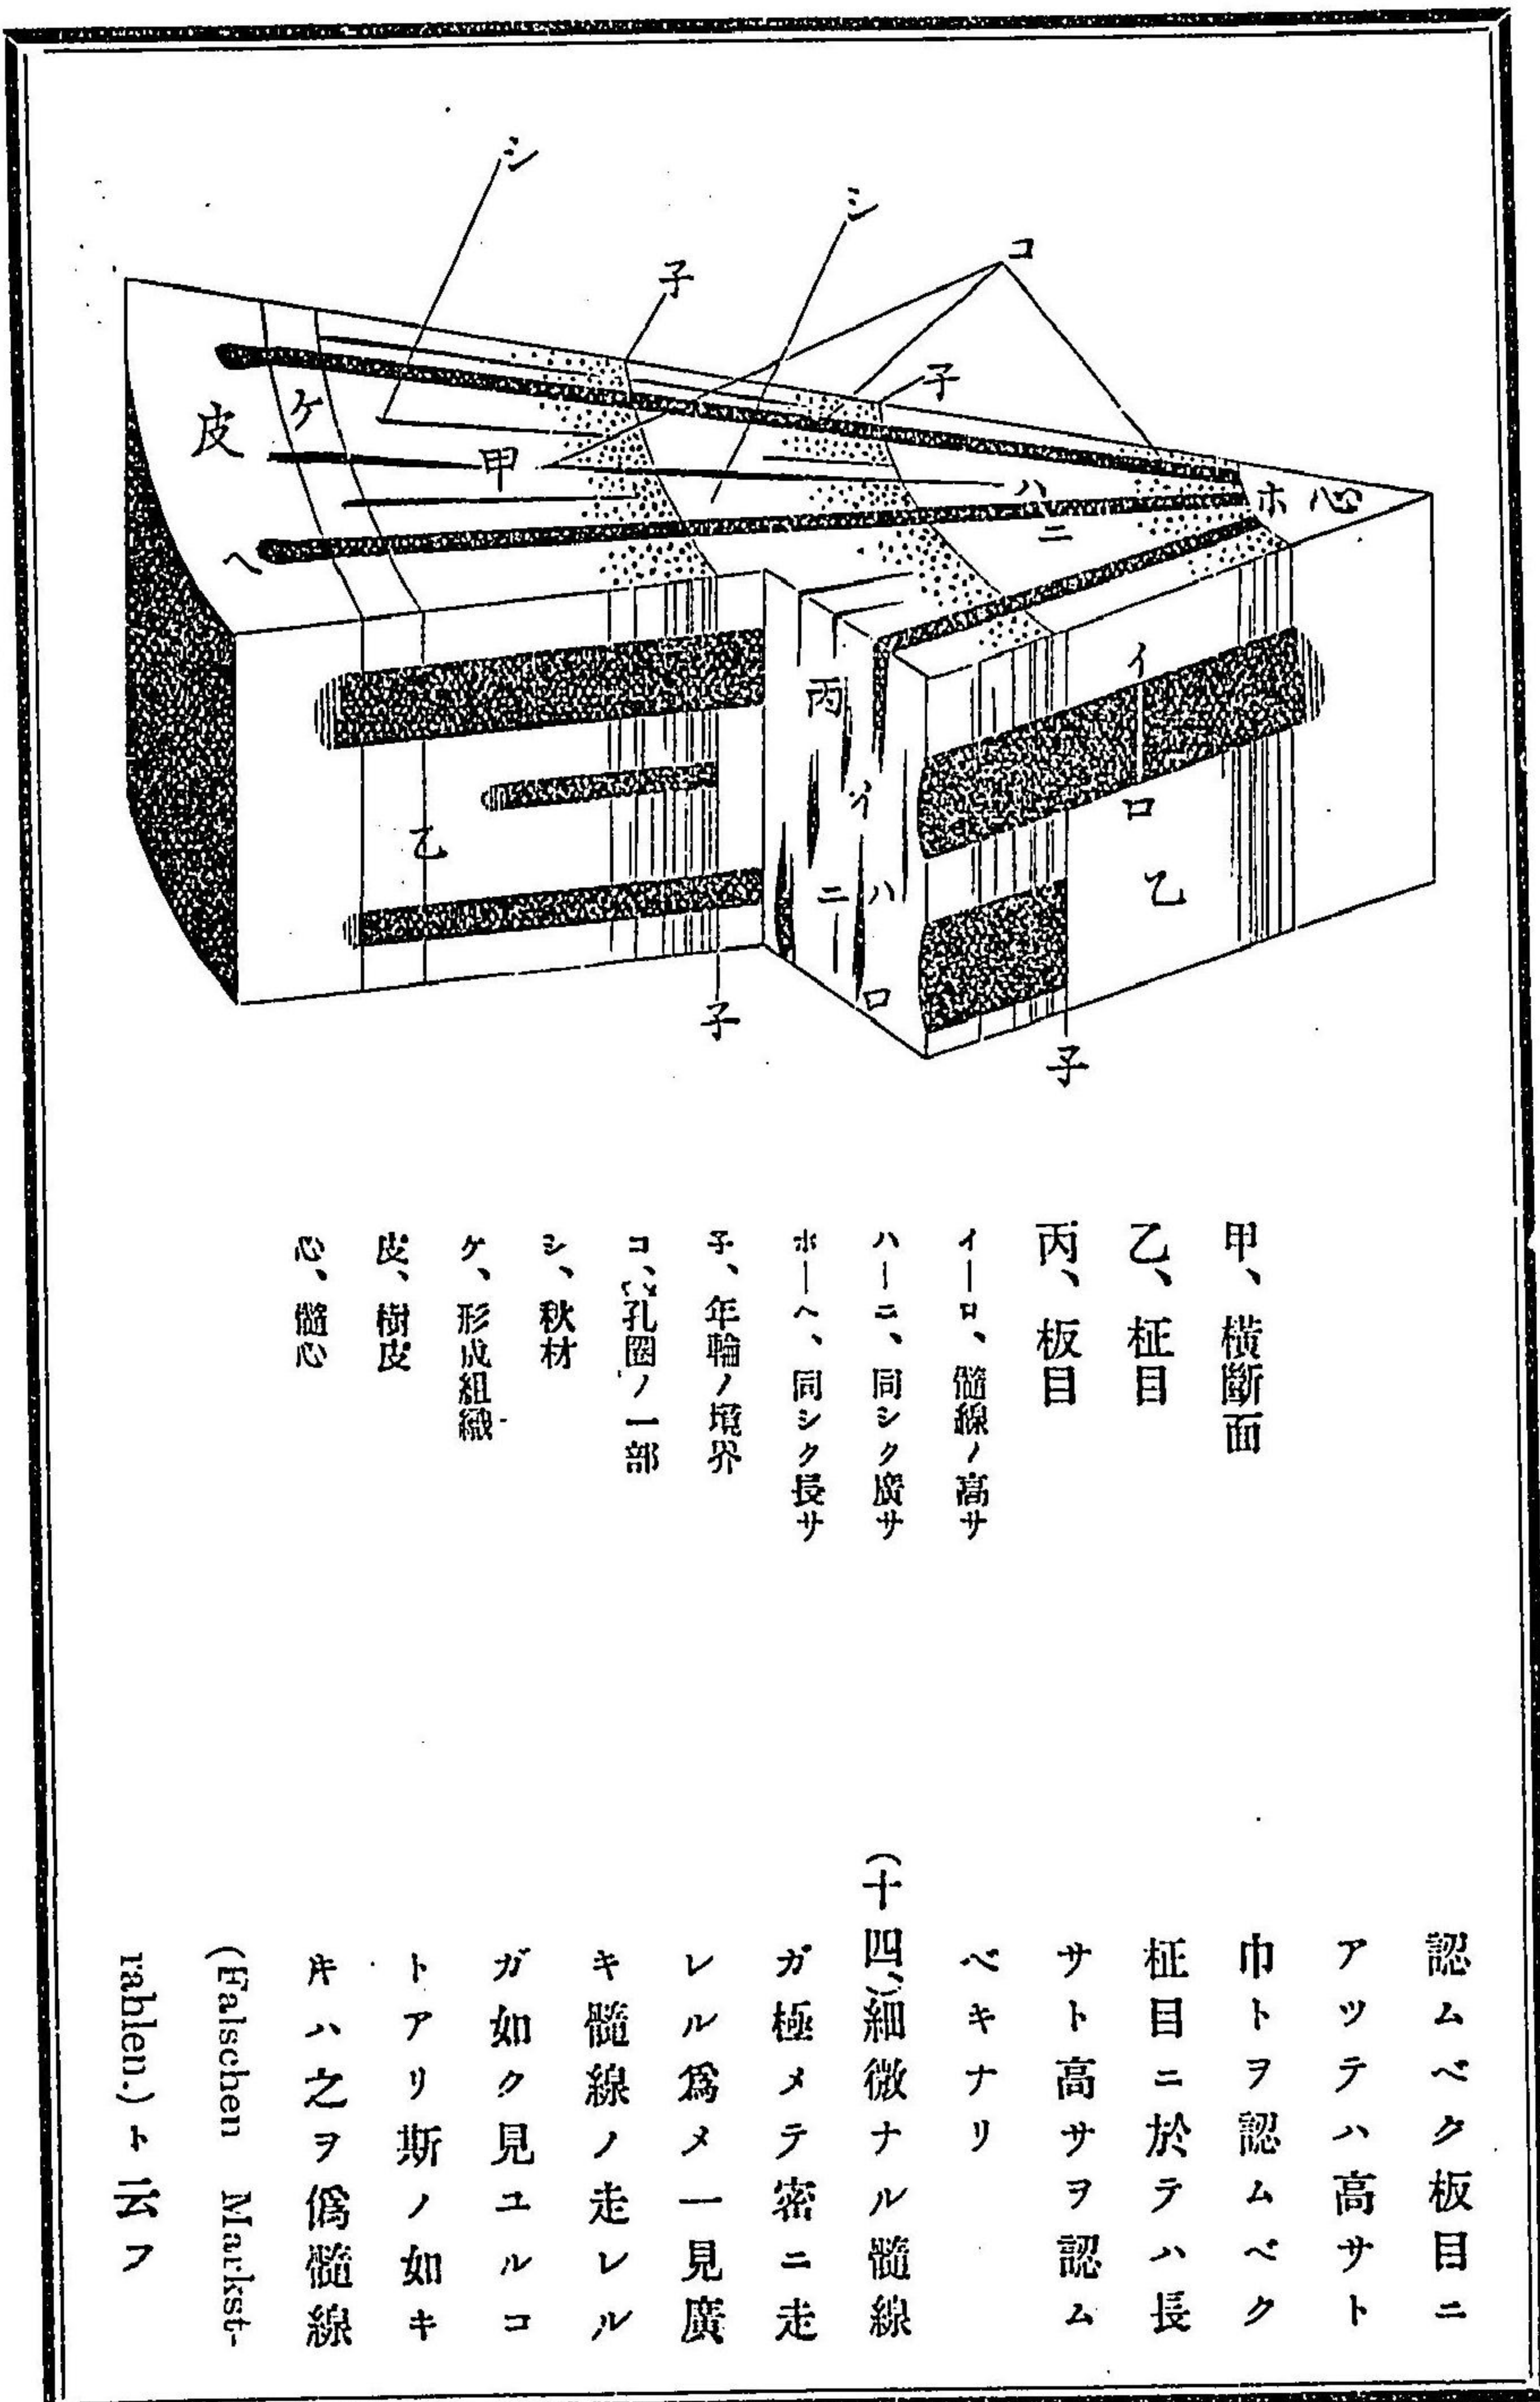 シ
シ
コ
子
子
皮
ケ
甲
ハ
ニ
ホ
心
ヘ
イ
丙
イ
ロ
乙
ニ
ハ
乙
ロ
子
子
甲、橫斷面
乙、柾目
丙、板目
イ—ロ、髓線ノ高サ
ハ—ニ、同シク廣サ
ホ—ヘ、同シク長サ
子、年輪ノ境界
コ、孔圈ノ一部
シ、秋材
ケ、形成組織
皮、樹皮
心、髓心
認ムベク板目ニ
アツテハ高サト
巾トヲ認ムベク
柾目ニ於テハ長
サト高サヲ認ム
ベキナリ
(十四)細微ナル髓線
ガ極メテ密ニ走
レル爲メ一見廣
キ髓線ノ走レル
ガ如ク見ユルコ
トアリ斯ノ如キ
キハ之ヲ僞髓線
(Falschen Markst-
rahlen.)ト云フ